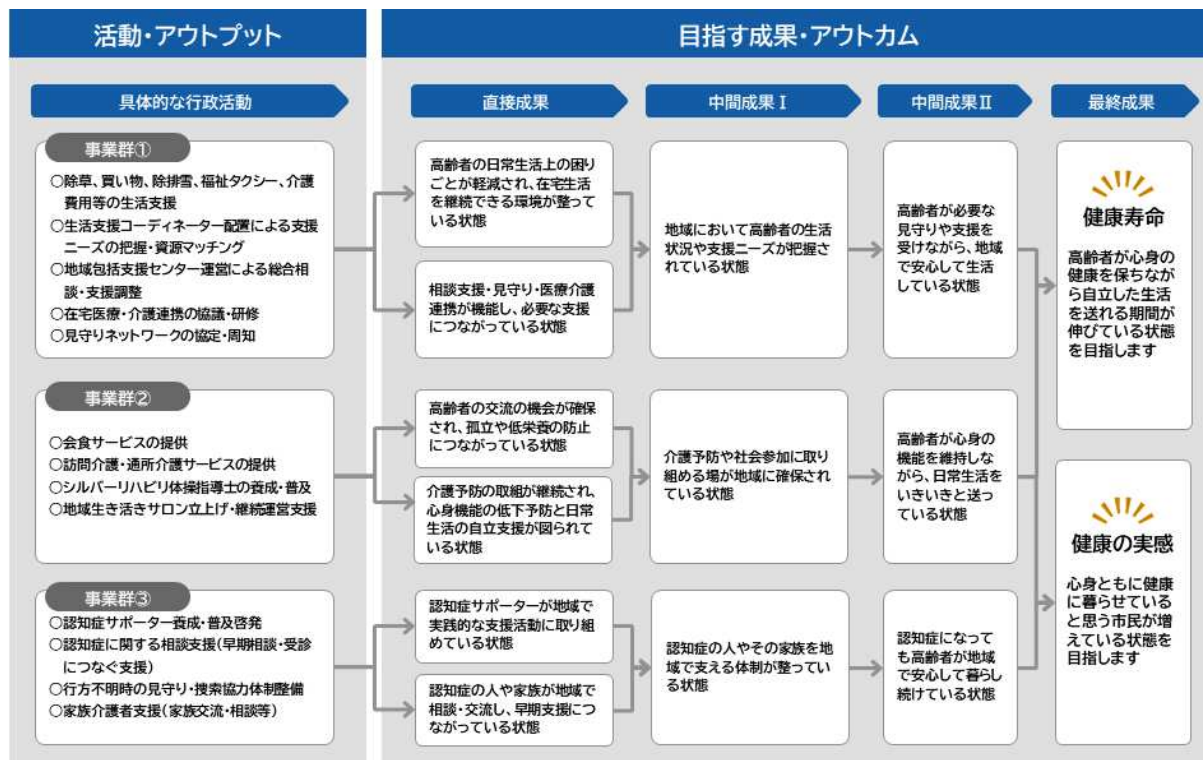 活動・アウトプット
目指す成果・アウトカム
具体的な行政活動
直接成果
中間成果Ⅰ
中間成果Ⅱ
最終成果
事業群①
○除草、買い物、除排雪、福祉タクシー、介護
費用等の生活支援
○生活支援コーディネーター配置による支援
ニーズの把握・資源マッチング
○地域包括支援センター運営による総合相
談・支援調整
○在宅医療・介護連携の協議・研修
○見守りネットワークの協定・周知
高齢者の日常生活上の困り
ごとが軽減され、在宅生活
を継続できる環境が整って
いる状態
相談支援・見守り・医療介護
連携が機能し、必要な支援
につながっている状態
地域において高齢者の生活
状況や支援ニーズが把握さ
れている状態
高齢者が必要な
見守りや支援を
受けながら、地域
で安心して生活
している状態
事業群②
○会食サービスの提供
○訪問介護・通所介護サービスの提供
○シルバーリハビリ体操指導士の養成・普及
○地域生き活きサロン立上げ・継続運営支援
高齢者の交流の機会が確保
され、孤立や低栄養の防止
につながっている状態
介護予防の取組が継続され、
心身機能の低下予防と日常
生活の自立支援が図られて
いる状態
介護予防や社会参加に取り
組める場が地域に確保され
ている状態
高齢者が心身の
機能を維持しな
がら、日常生活を
いきいきと送っ
ている状態
事業群③
○認知症サポーター養成・普及啓発
○認知症に関する相談支援(早期相談・受診
につなぐ支援)
○行方不明時の見守り・捜索協力体制整備
○家族介護者支援(家族交流・相談等)
認知症サポーターが地域で
実践的な支援活動に取り組
めている状態
認知症の人や家族が地域で
相談・交流し、早期支援につ
ながっている状態
認知症の人やその家族を地
域で支える体制が整ってい
る状態
認知症になって
も高齢者が地域
で安心して暮らし
続けている状態
健康寿命
高齢者が心身の
健康を保ちなが
ら自立した生活
を送れる期間が
伸びている状態
を目指します
健康の実感
心身ともに健康
に暮らせている
と思う市民が増
えている状態を
目指します